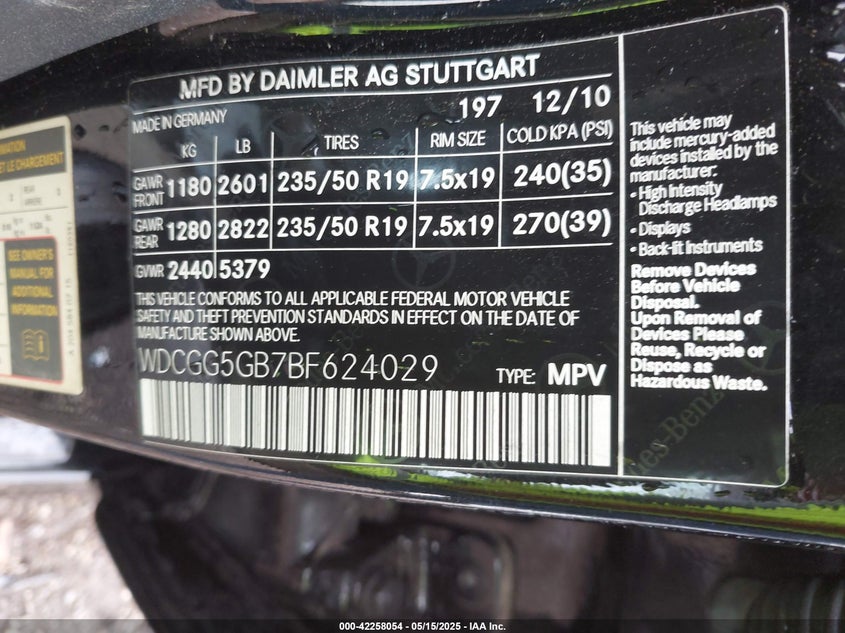 MFD BY DAIMLER AG STUTTGART
MADE IN GERMANY 197 12/10
KG LB TIRES RIM SIZE COLD KPA (PSI)
GAWR FRONT 1180 2601 235/50 R19 7.5x19 240(35)
GAWR REAR 1280 2822 235/50 R19 7.5x19 270(39)
GVWR 2440 5379
THIS VEHICLE CONFORMS TO ALL APPLICABLE FEDERAL MOTOR VEHICLE
SAFETY AND THEFT PREVENTION STANDARDS IN EFFECT ON THE DATE OF
MANUFACTURE SHOWN ABOVE.
WDCGG5GB7BF624029 TYPE: MPV
This vehicle may
include mercury-added
devices installed by the
manufacturer:
• High Intensity
Discharge Headlamps
• Displays
• Back-lit Instruments
Remove Devices
Before Vehicle
Disposal.
Upon Removal of
Devices Please
Reuse, Recycle or
Dispose as
Hazardous Waste.
SEE OWNER'S
MANUAL FOR
ADDITIONAL
INFORMATION
000-42258054 - 05/15/2025 - IAA Inc.